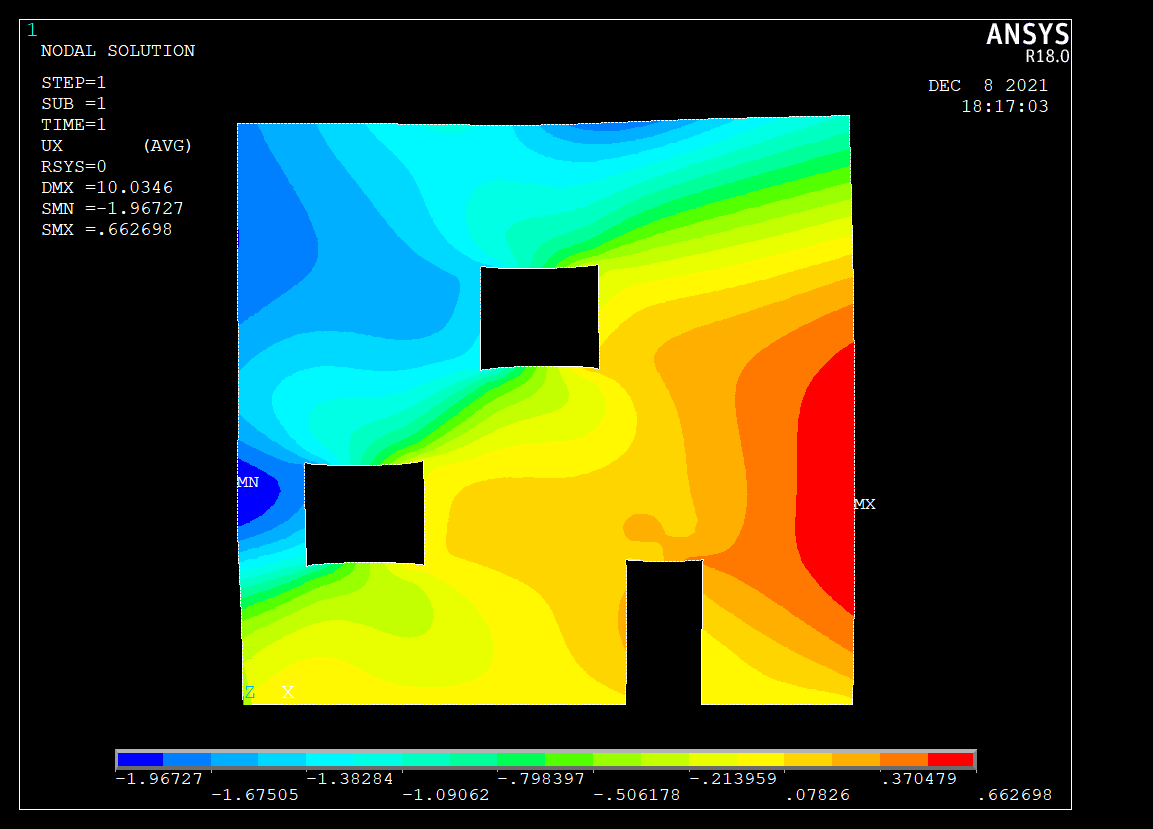 1
ANSYS
R18.0
NODAL SOLUTION
STEP=1
SUB =1
TIME=1
UX (AVG)
RSYS=0
DMX =10.0346
SMN =-1.96727
SMX =.662698
DEC 8 2021
18:17:03
MN
MX
Z X
-1.96727 -1.38284 -.798397 -.213959 .370479
-1.67505 -1.09062 -.506178 .07826 .662698